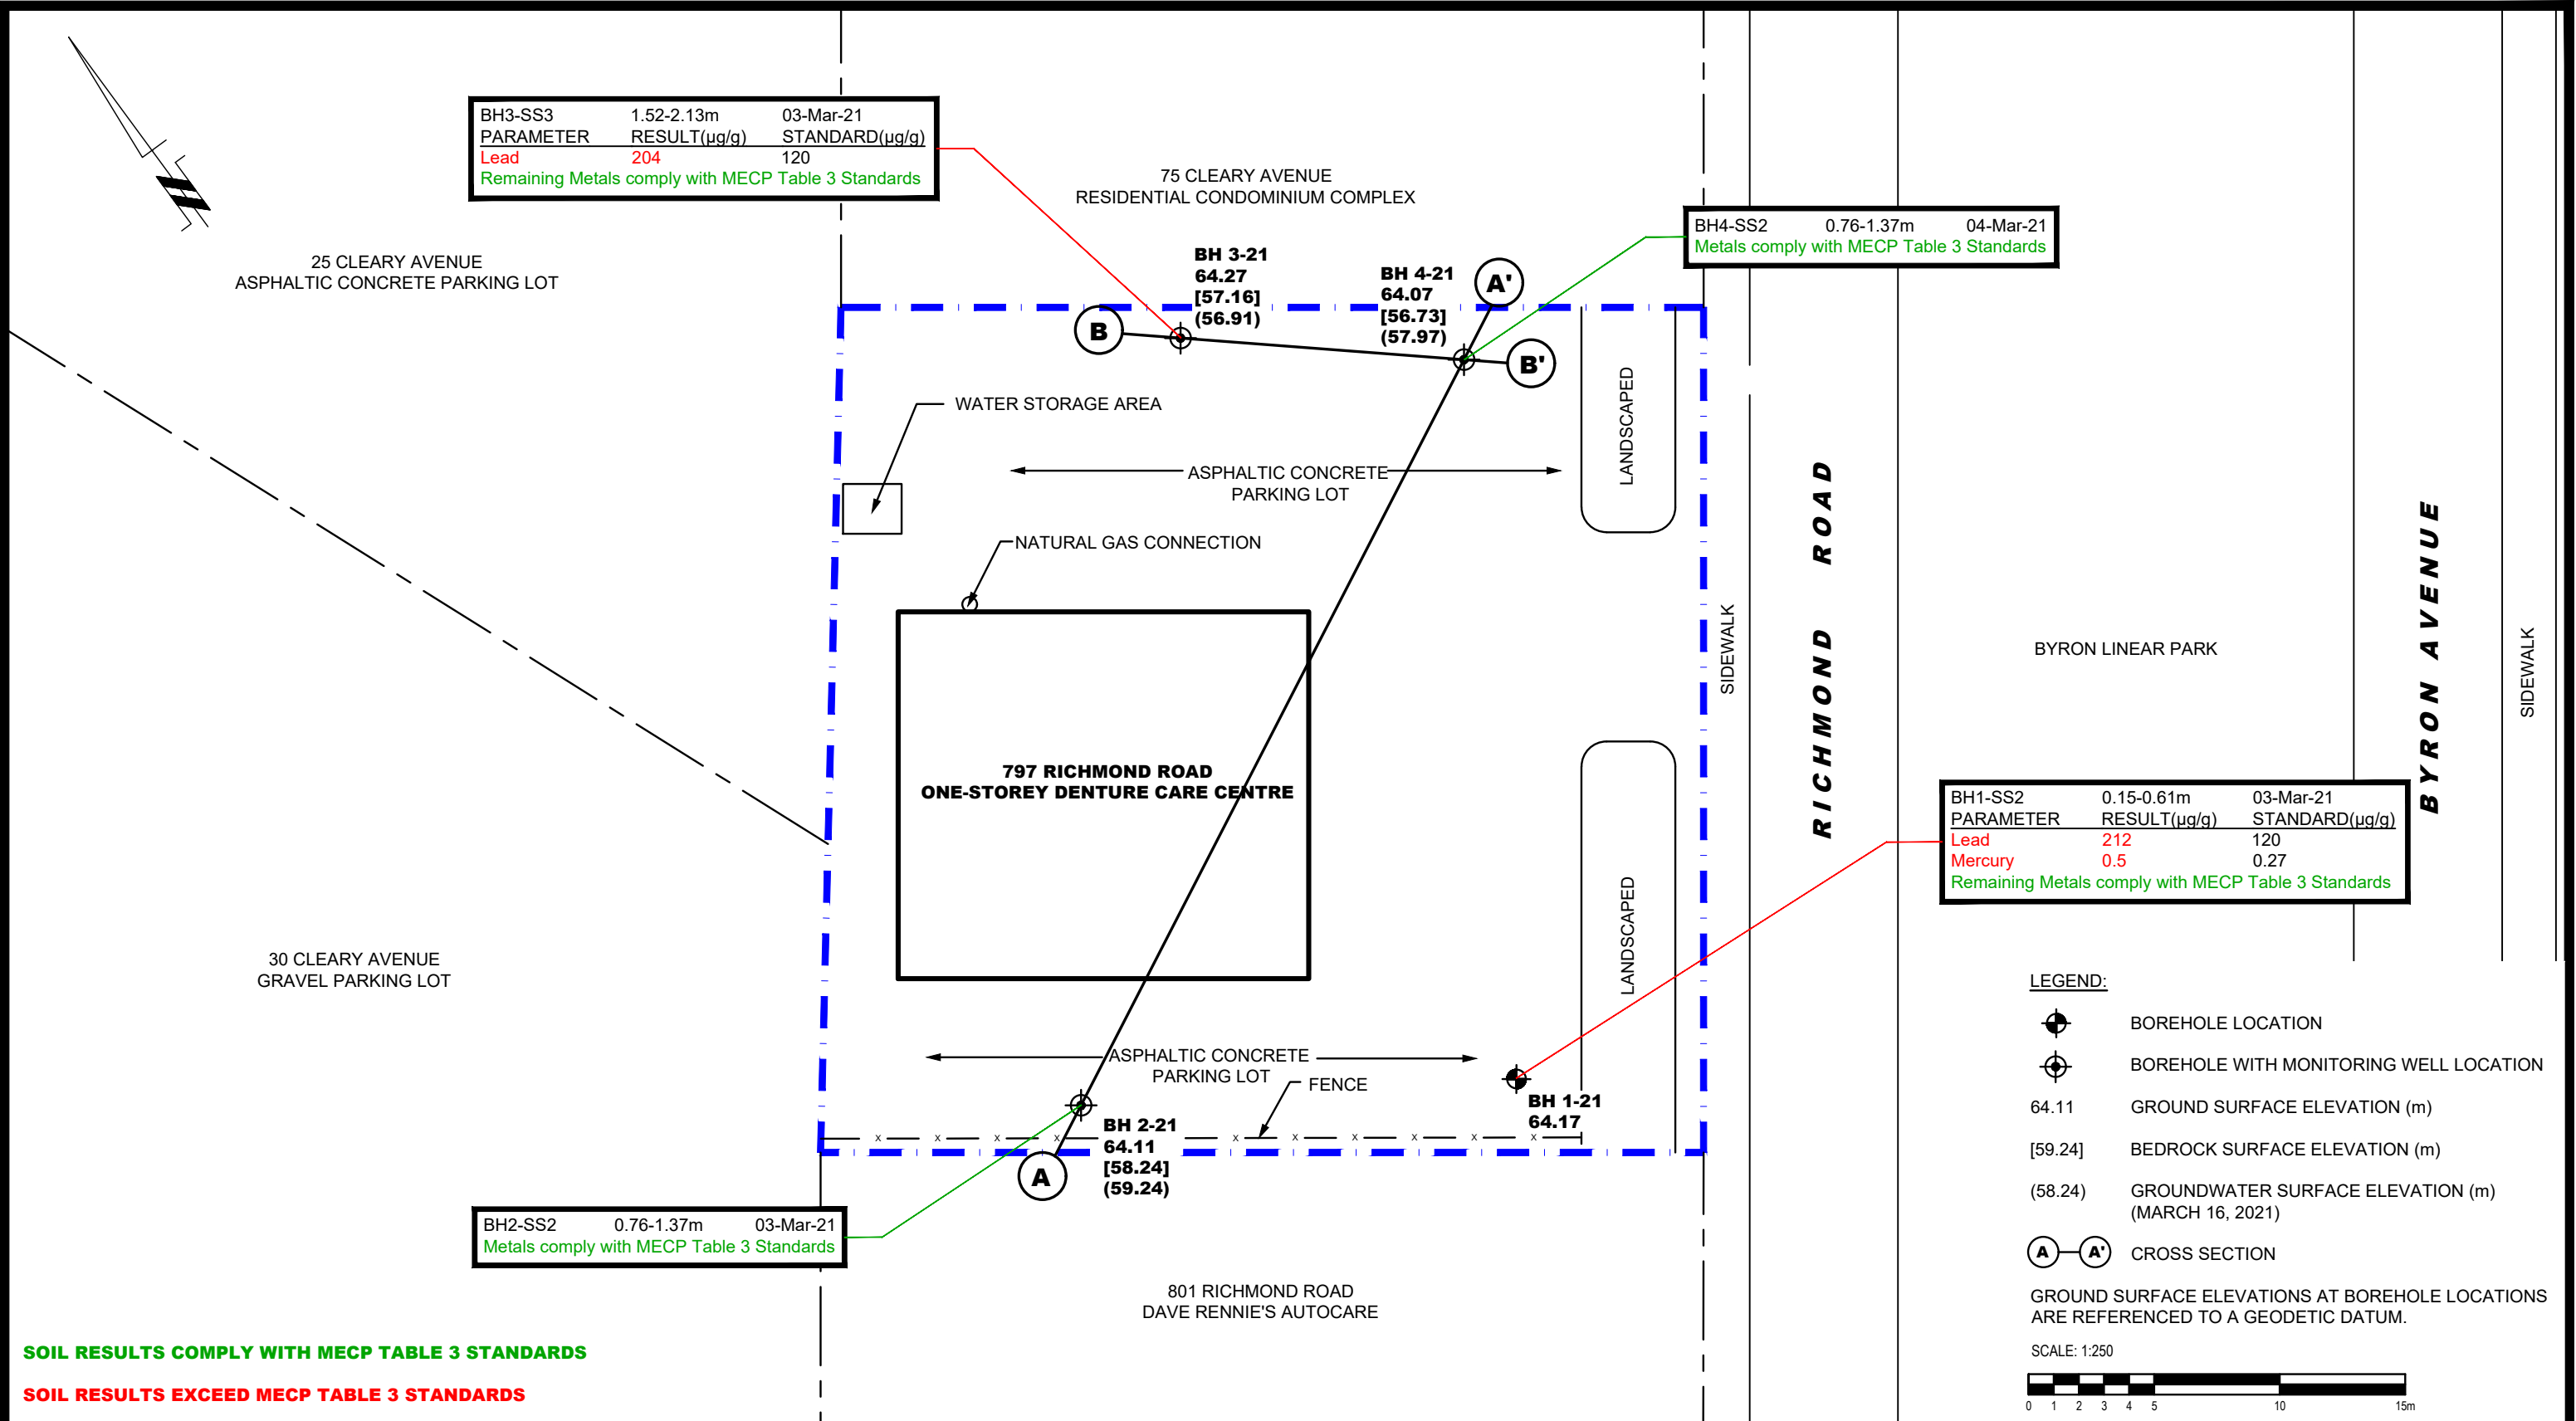 BH3-SS3 1.52-2.13m 03-Mar-21
PARAMETER RESULT(µg/g) STANDARD(µg/g)
Lead 204 120
Remaining Metals comply with MECP Table 3 Standards
75 CLEARY AVENUE
RESIDENTIAL CONDOMINIUM COMPLEX
BH4-SS2 0.76-1.37m 04-Mar-21
Metals comply with MECP Table 3 Standards
25 CLEARY AVENUE
ASPHALTIC CONCRETE PARKING LOT
BH 3-21
64.27
[57.16]
(56.91)
BH 4-21
64.07
[56.73]
(57.97)
A'
B
B'
WATER STORAGE AREA
LANDSCAPED
ASPHALTIC CONCRETE
PARKING LOT
NATURAL GAS CONNECTION
SIDEWALK
RICHMOND ROAD
BYRON LINEAR PARK
BYRON AVENUE
SIDEWALK
797 RICHMOND ROAD
ONE-STOREY DENTURE CARE CENTRE
BH1-SS2 0.15-0.61m 03-Mar-21
PARAMETER RESULT(µg/g) STANDARD(µg/g)
Lead 212 120
Mercury 0.5 0.27
Remaining Metals comply with MECP Table 3 Standards
LANDSCAPED
30 CLEARY AVENUE
GRAVEL PARKING LOT
ASPHALTIC CONCRETE
PARKING LOT
FENCE
x x x x x x x x x x
BH 1-21
64.17
BH 2-21
64.11
[58.24]
(59.24)
A
BH2-SS2 0.76-1.37m 03-Mar-21
Metals comply with MECP Table 3 Standards
801 RICHMOND ROAD
DAVE RENNIE'S AUTOCARE
LEGEND:
BOREHOLE LOCATION
BOREHOLE WITH MONITORING WELL LOCATION
64.11 GROUND SURFACE ELEVATION (m)
[59.24] BEDROCK SURFACE ELEVATION (m)
(58.24) GROUNDWATER SURFACE ELEVATION (m)
(MARCH 16, 2021)
A A' CROSS SECTION
GROUND SURFACE ELEVATIONS AT BOREHOLE LOCATIONS
ARE REFERENCED TO A GEODETIC DATUM.
SCALE: 1:250
0 1 2 3 4 5 10 15m
SOIL RESULTS COMPLY WITH MECP TABLE 3 STANDARDS
SOIL RESULTS EXCEED MECP TABLE 3 STANDARDS